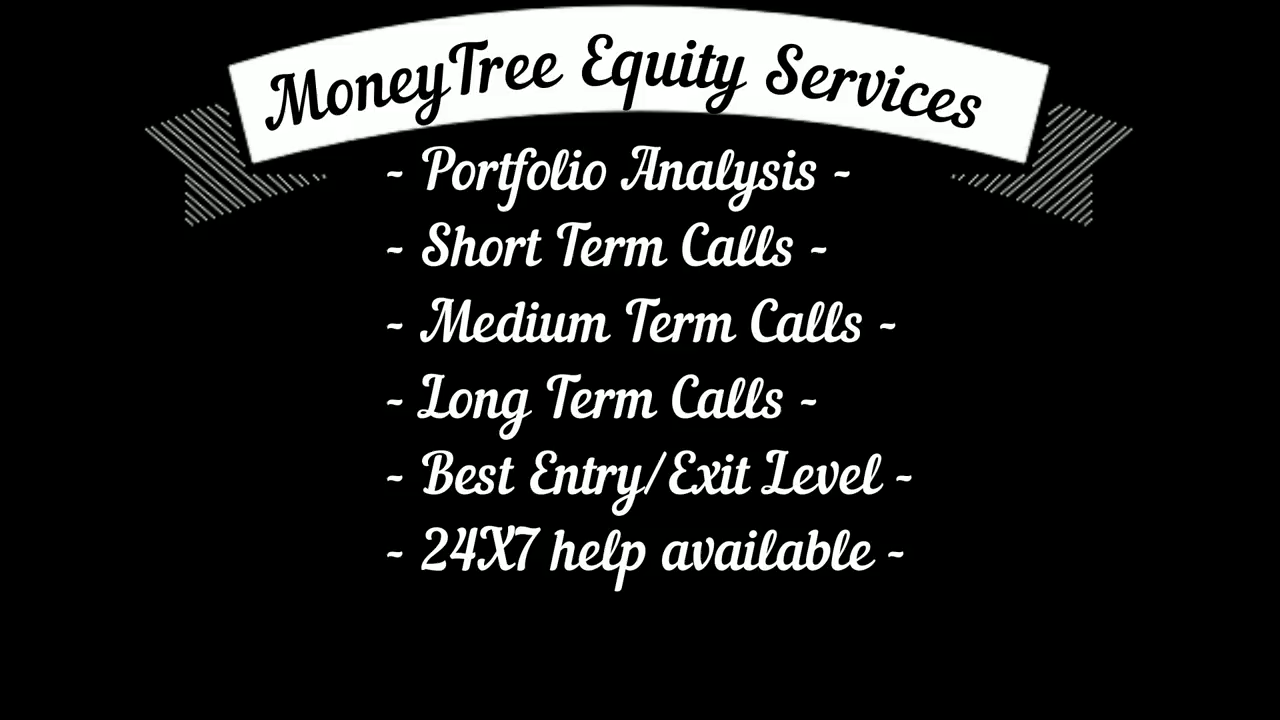 MoneyTree Equity Services
- Portfolio Analysis -
- Short Term Calls -
- Medium Term Calls -
- Long Term Calls -
- Best Entry/Exit Level -
- 24X7 help available -